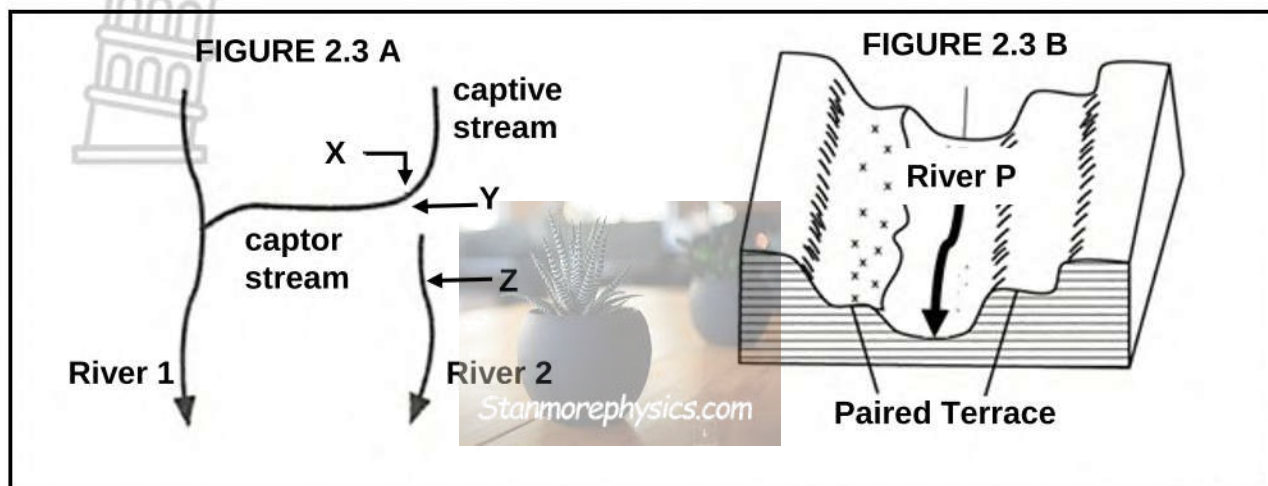 FIGURE 2.3 A
captive
stream
X
Y
captor
stream
Z
River 1
River 2
Stanmorephysics.com
FIGURE 2.3 B
River P
Paired Terrace